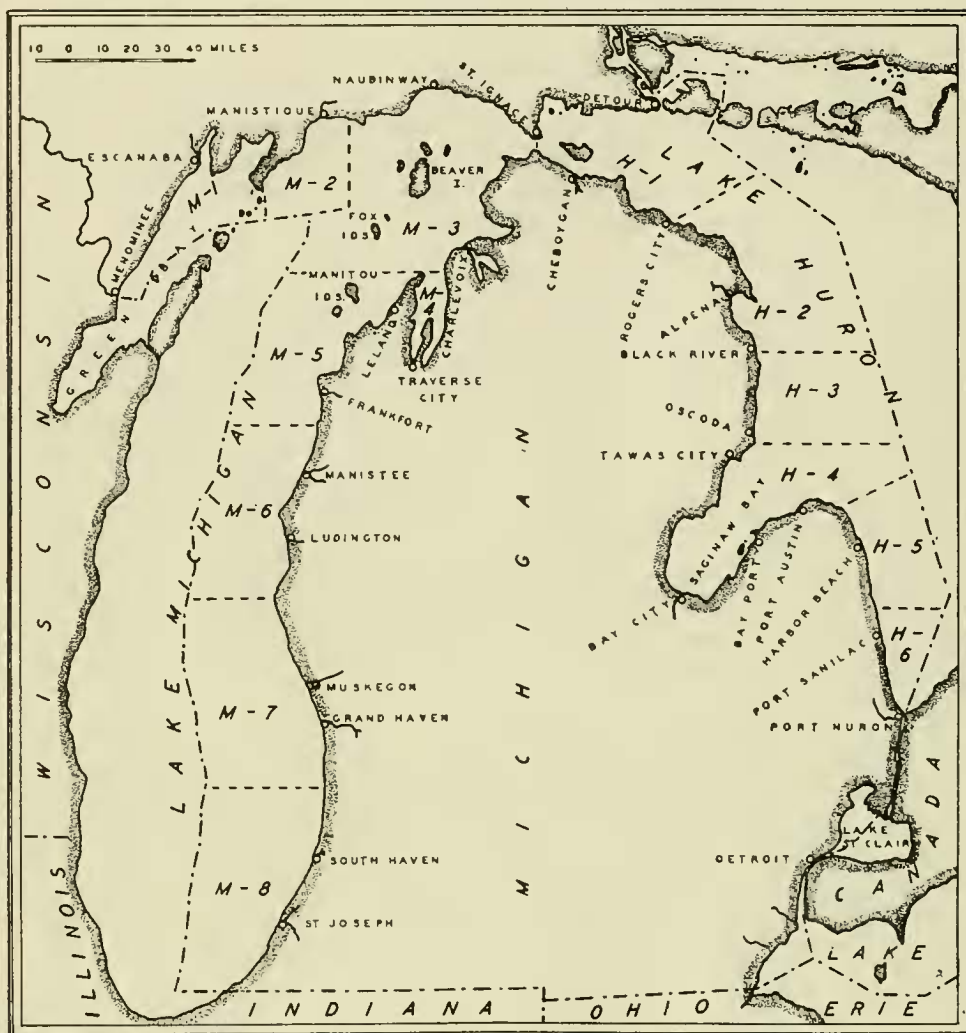 10 0 10 20 30 40 MILES
NAUBINWAY
ST. IGNACE
DETOUR
MANISTIQUE
ESCANABA
BEAVER
I.
M-1
M-2
M-3
FOX
IDS.
H-1
LAKE
HURON
MENOMINEE
GREEN BAY
CHEBOYGAN
ROGERS CITY
ALPENA
H-2
MANITOU
IDS.
M-4
CHARLEVOIX
LELAND
M-5
TRAVERSE
CITY
FRANKFORT
BLACK RIVER
H-3
OSCODA
TAWAS CITY
H-4
MANISTEE
M-6
LUDINGTON
SAGINAW BAY
BAY CITY
BAY PORT
PORT AUSTIN
HARBOR BEACH
H-5
PORT SANILAC
H-6
PORT HURON
WISCONSIN
LAKE MICHIGAN
MICHIGAN
MUSKEGON
M-7
GRAND HAVEN
SOUTH HAVEN
M-8
ST JOSEPH
DETROIT
LAKE
ST CLAIR
CANADA
LAKE
ERIE
ILLINOIS
INDIANA
OHIO